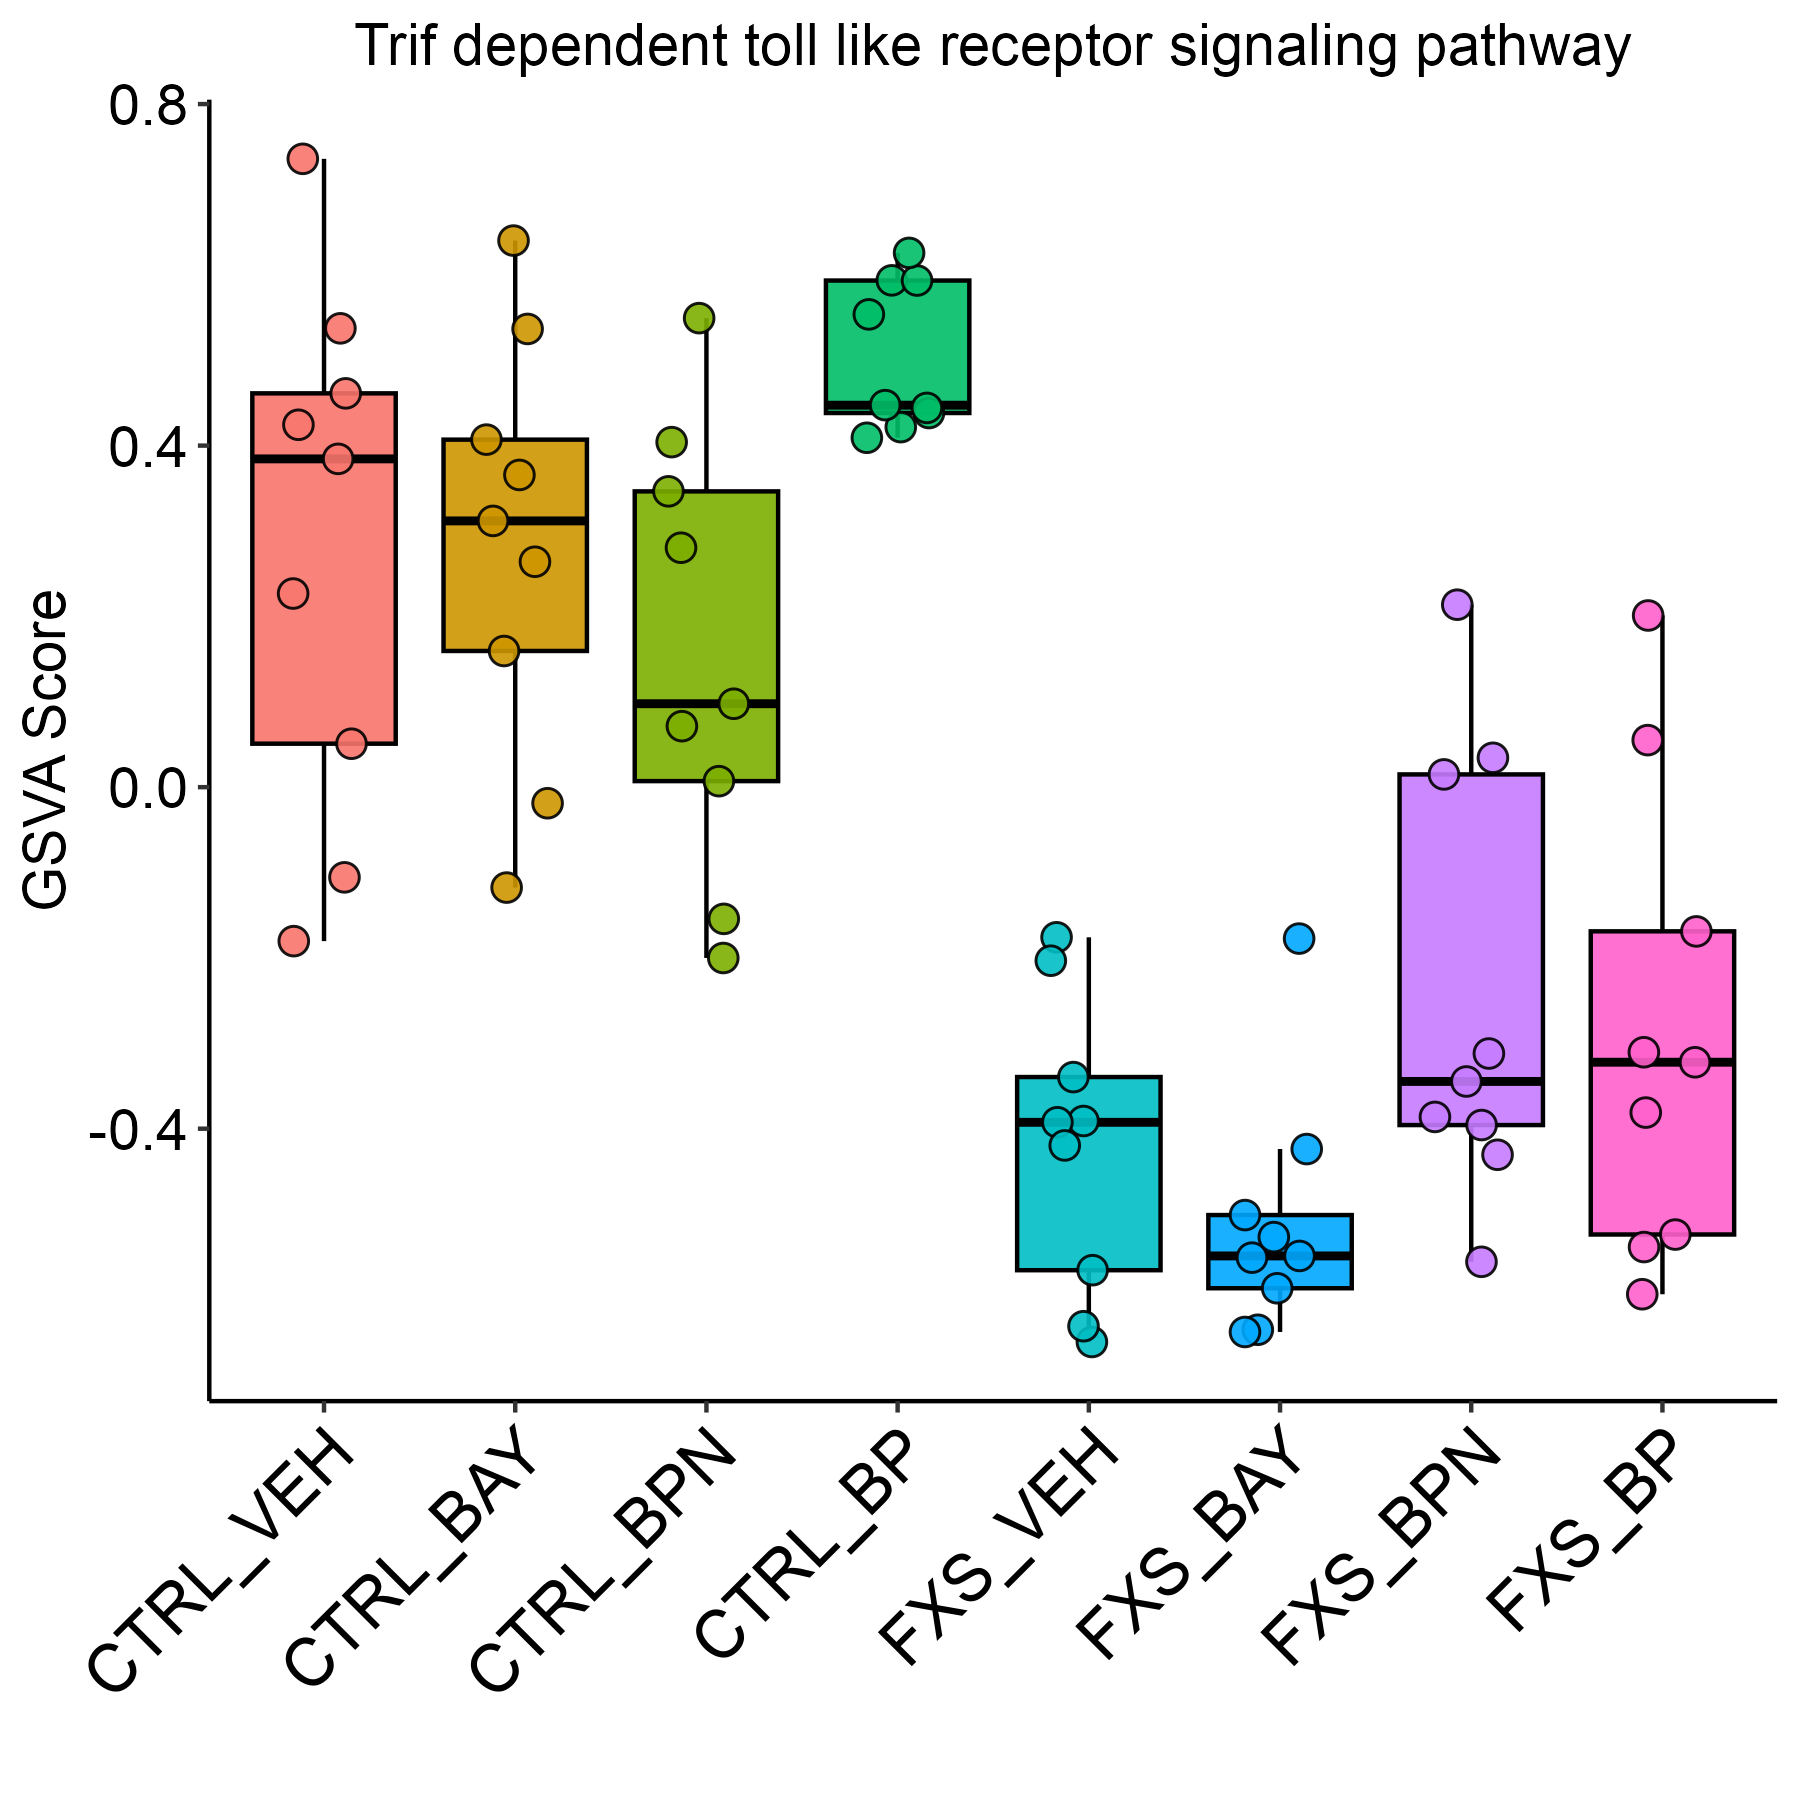 Trif dependent toll like receptor signaling pathway
0.8
0.4
0.0
-0.4
GSVA Score
CTRL_VEH
CTRL_BAY
CTRL_BPN
CTRL_BP
FXS_VEH
FXS_BAY
FXS_BPN
FXS_BP